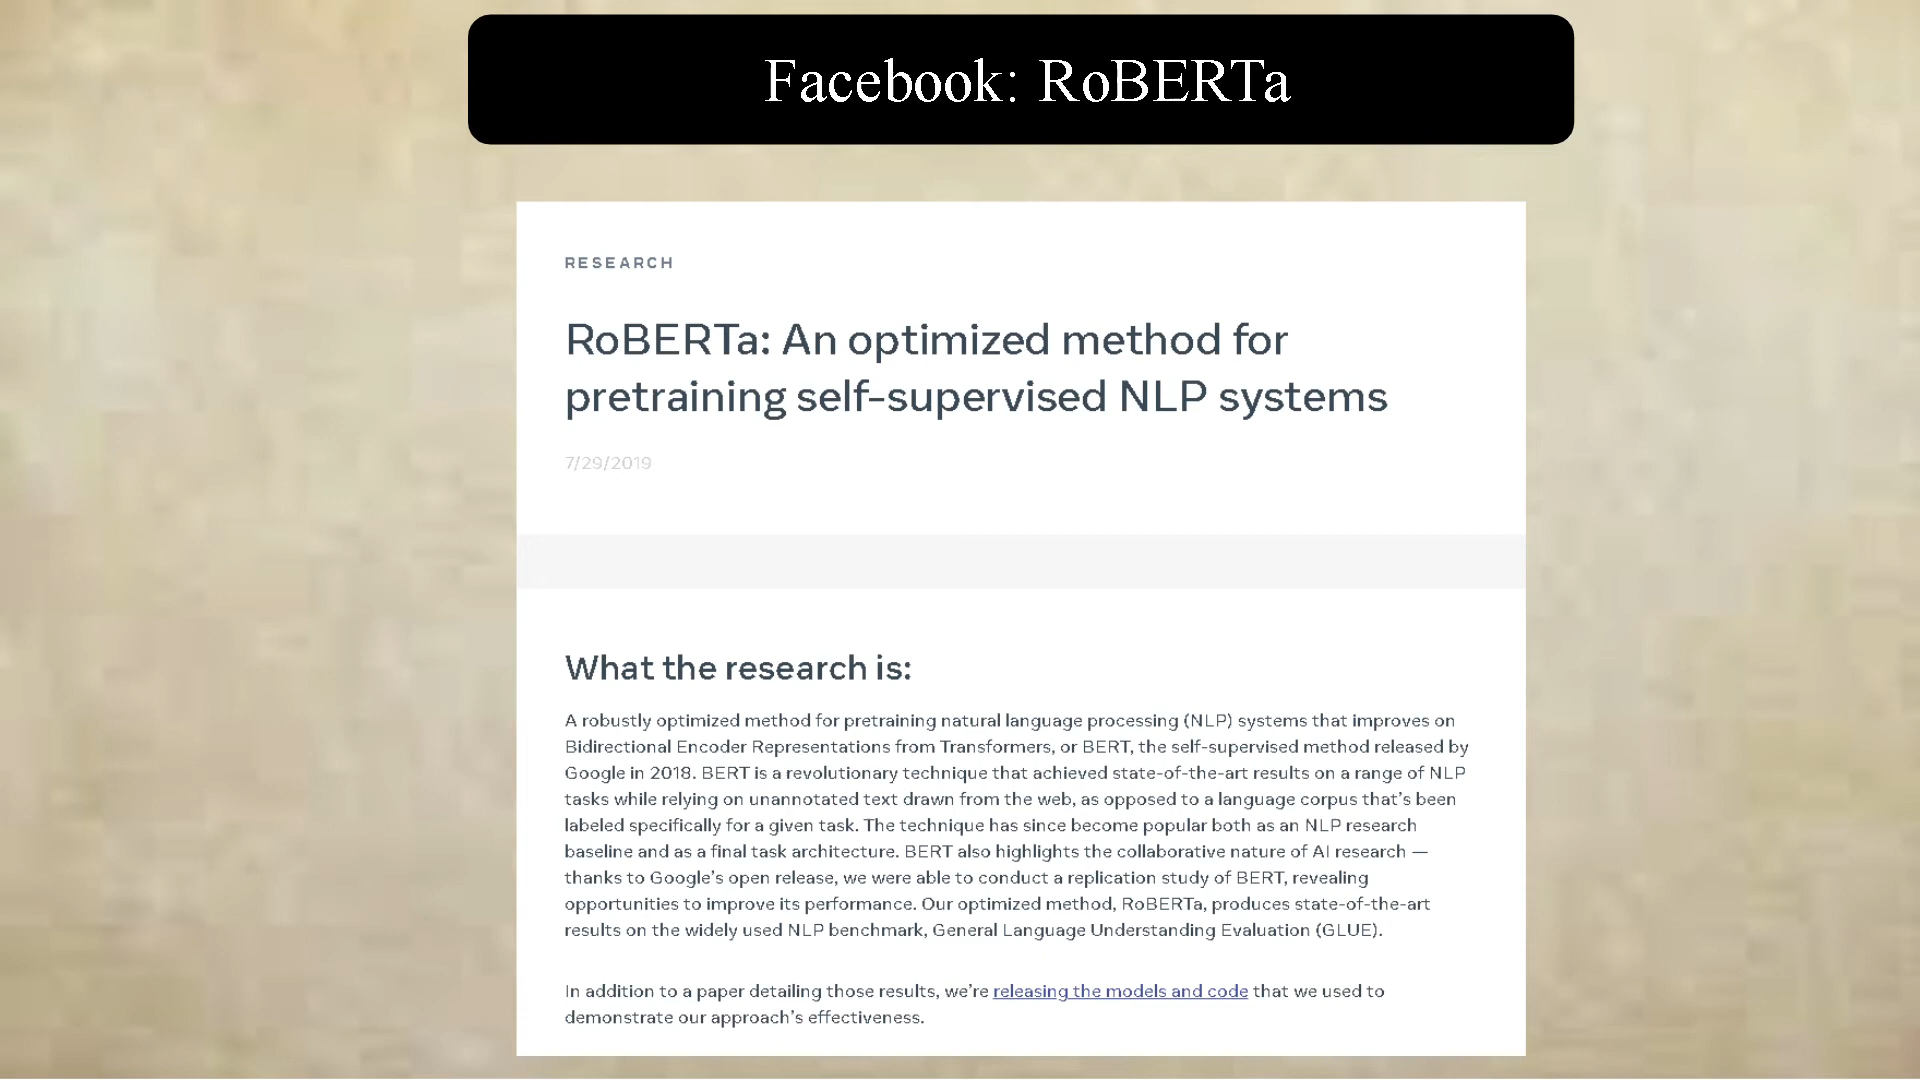 Facebook: RoBERTa
RESEARCH
RoBERTa: An optimized method for
pretraining self-supervised NLP systems
7/29/2019
What the research is:
A robustly optimized method for pretraining natural language processing (NLP) systems that improves on
Bidirectional Encoder Representations from Transformers, or BERT, the self-supervised method released by
Google in 2018. BERT is a revolutionary technique that achieved state-of-the-art results on a range of NLP
tasks while relying on unannotated text drawn from the web, as opposed to a language corpus that’s been
labeled specifically for a given task. The technique has since become popular both as an NLP research
baseline and as a final task architecture. BERT also highlights the collaborative nature of AI research —
thanks to Google’s open release, we were able to conduct a replication study of BERT, revealing
opportunities to improve its performance. Our optimized method, RoBERTa, produces state-of-the-art
results on the widely used NLP benchmark, General Language Understanding Evaluation (GLUE).
In addition to a paper detailing those results, we’re releasing the models and code that we used to
demonstrate our approach’s effectiveness.